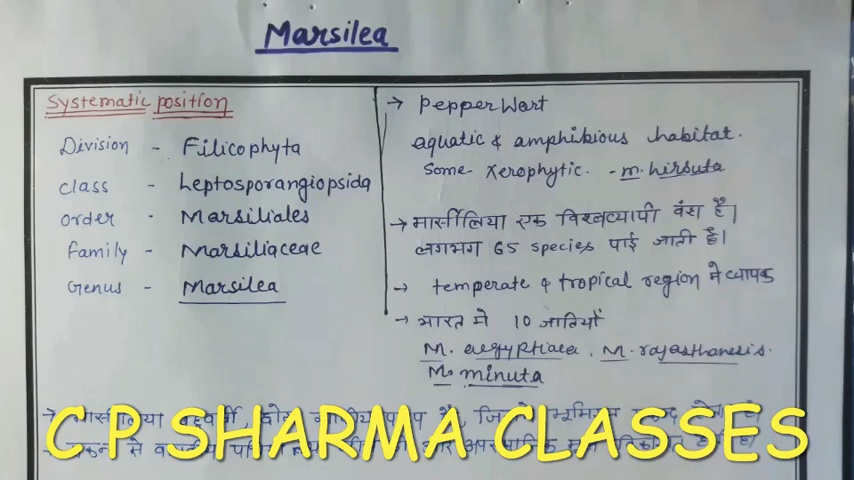 Marsilea
Systematic position
Division - Filicophyta
class - Leptosporangiopsida
order - Marsiliales
Family - Marsiliaceae
Genus - Marsilea
→ Pepper Wort
aquatic & amphibious habitat.
Some - Xerophytic. - m. hirsuta
→ मार्सीलिया एक विश्वव्यापी वंश है।
लगभग 65 species पाई जाती है।
→ temperate & tropical region मे व्यापक
→ भारत मे 10 जातियाँ
M. aegyptiaca, M. rajasthanesis.
M. minuta
→ मार्सीलिया
C P SHARMA CLASSES